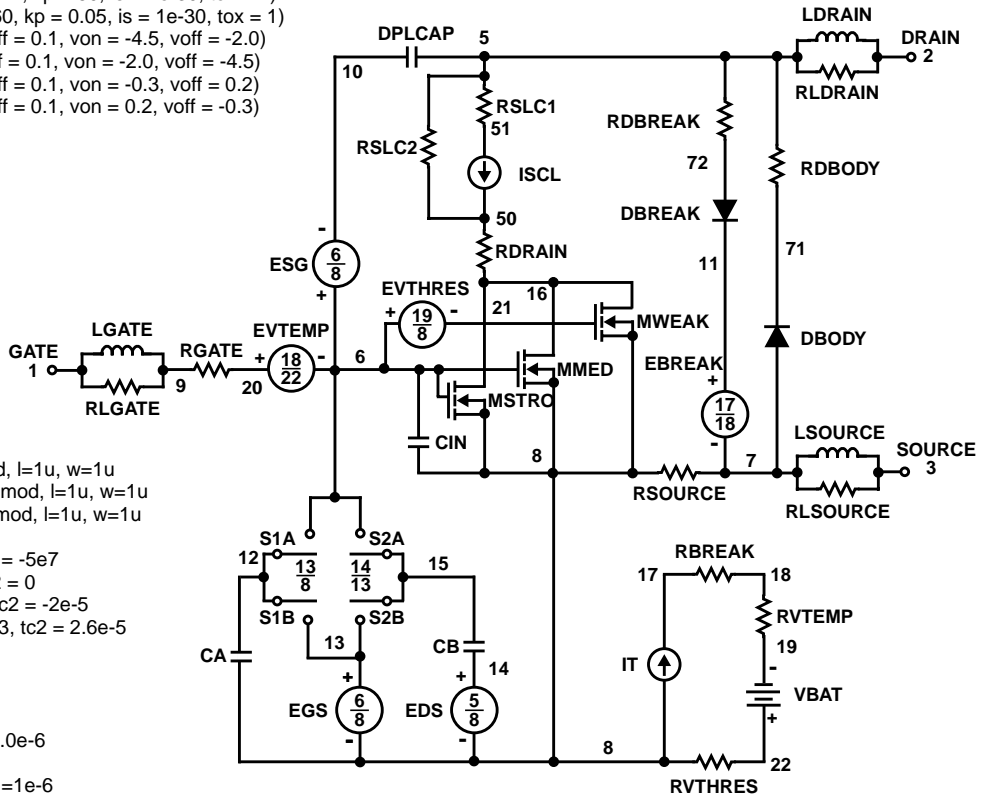 60, kp = 0.05, is = 1e-30, tox = 1)
ff = 0.1, von = -4.5, voff = -2.0)
f = 0.1, von = -2.0, voff = -4.5)
ff = 0.1, von = -0.3, voff = 0.2)
ff = 0.1, von = 0.2, voff = -0.3)
DPLCAP
5
10
LDRAIN
DRAIN
2
RLDRAIN
RSLC1
51
RSLC2
ISCL
50
RDRAIN
RDBREAK
72
RDBODY
DBREAK
71
11
-
ESG
6
8
+
EVTHRES
+
19
8
-
16
21
MWEAK
LGATE
GATE
1
RLGATE
9
RGATE
20
EVTEMP
+
18
22
-
6
MMED
MSTRO
EBREAK
+
17
18
-
DBODY
CIN
8
LSOURCE
SOURCE
3
7
RSOURCE
RLSOURCE
d, l=1u, w=1u
mod, l=1u, w=1u
mod, l=1u, w=1u
= -5e7
= 0
c2 = -2e-5
3, tc2 = 2.6e-5
.0e-6
=1e-6
S1A
S2A
12
13
8
14
13
15
S1B
S2B
13
CA
CB
14
+
EGS
6
8
-
+
EDS
5
8
-
RBREAK
17
18
RVTEMP
19
IT
-
VBAT
+
8
22
RVTHRES